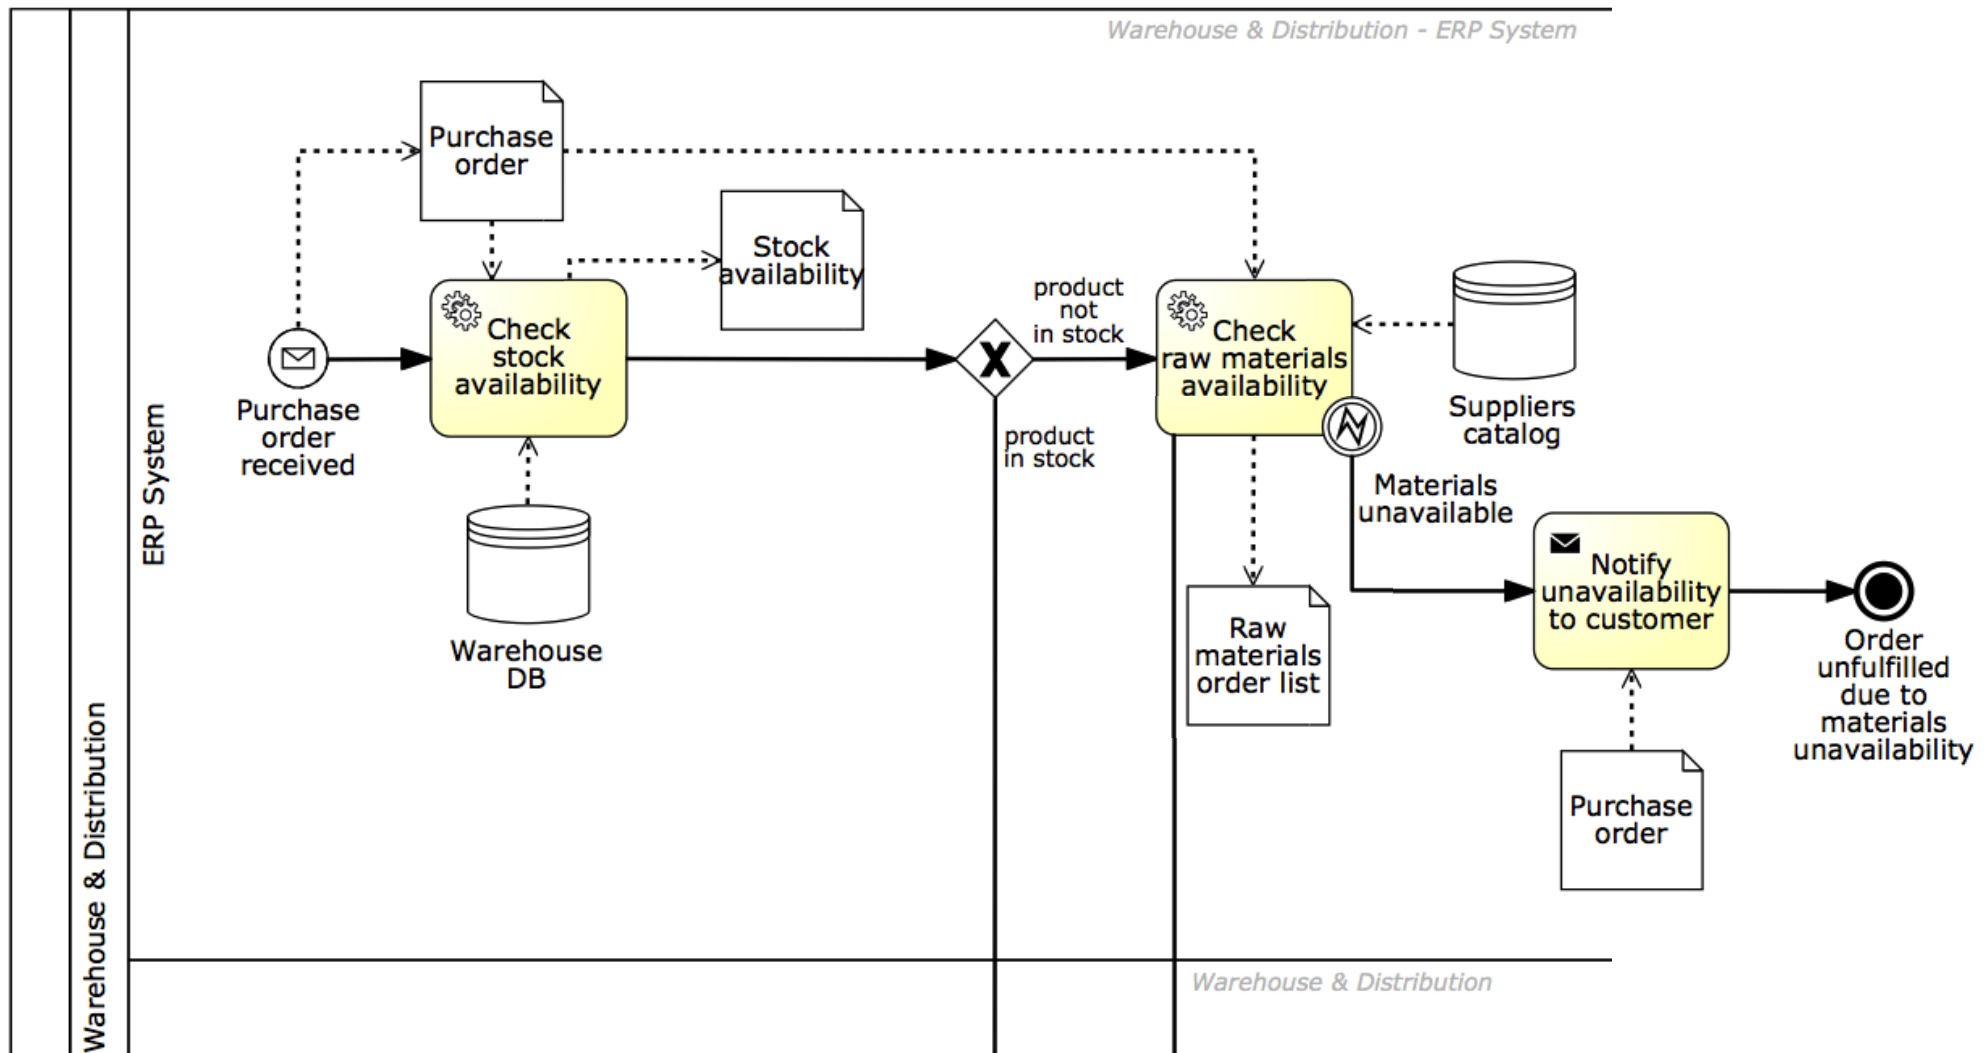 Warehouse & Distribution - ERP System
Purchase
order
Stock
availability
product
not
in stock
Check
stock
availability
Check
raw materials
availability
Purchase
order
received
Suppliers
catalog
product
in stock
ERP System
Materials
unavailable
Warehouse
DB
Notify
unavailability
to customer
Raw
materials
order list
Order
unfulfilled
due to
materials
unavailability
Purchase
order
Warehouse & Distribution
Warehouse & Distribution